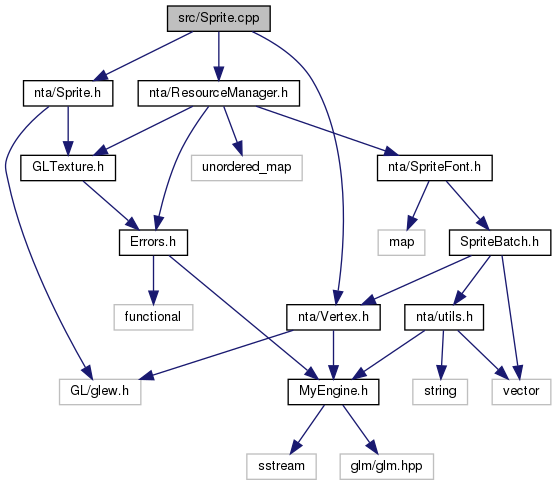 src/Sprite.cpp
nta/Sprite.h
nta/ResourceManager.h
GLTexture.h
unordered_map
nta/SpriteFont.h
Errors.h
map
SpriteBatch.h
functional
nta/Vertex.h
nta/utils.h
GL/glew.h
MyEngine.h
string
vector
sstream
glm/glm.hpp